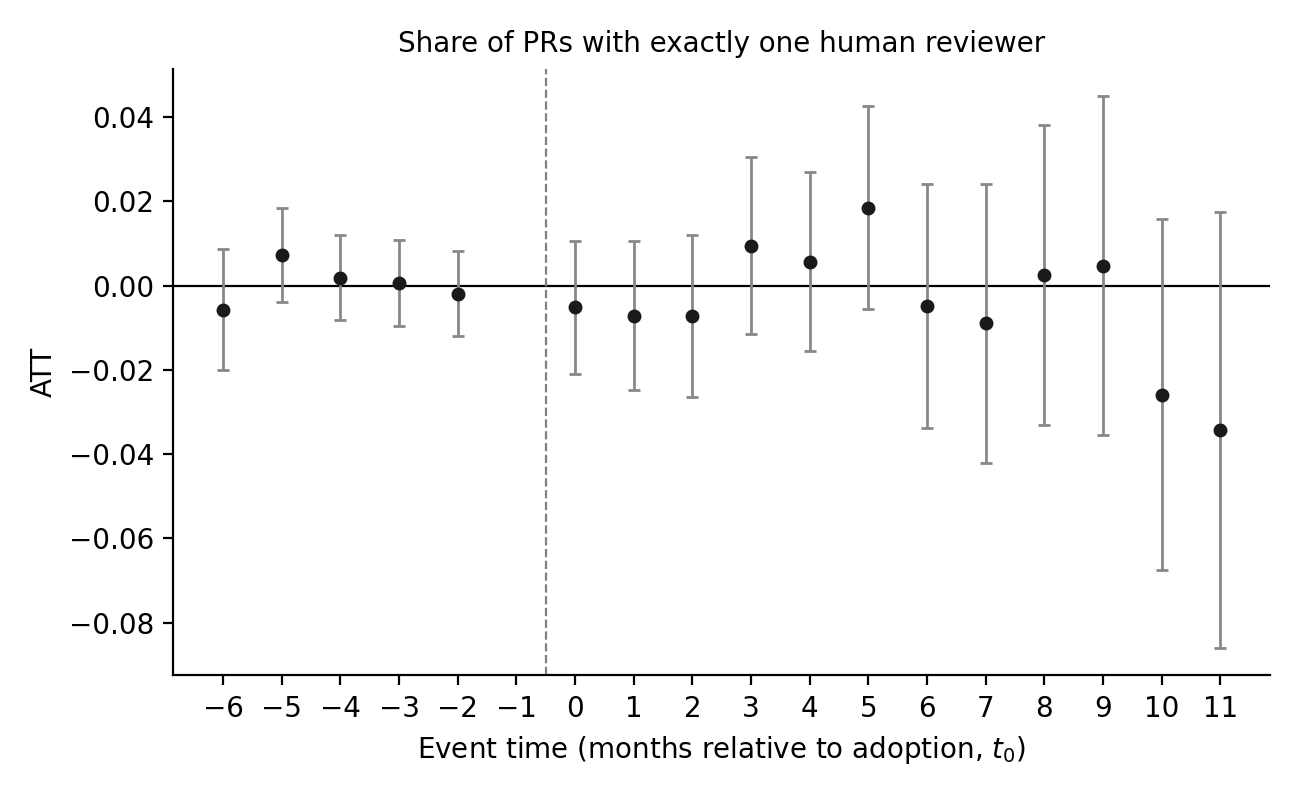 Share of PRs with exactly one human reviewer
0.04
0.02
0.00
−0.02
−0.04
−0.06
−0.08
ATT
−6 −5 −4 −3 −2 −1 0 1 2 3 4 5 6 7 8 9 10 11
Event time (months relative to adoption, t₀)